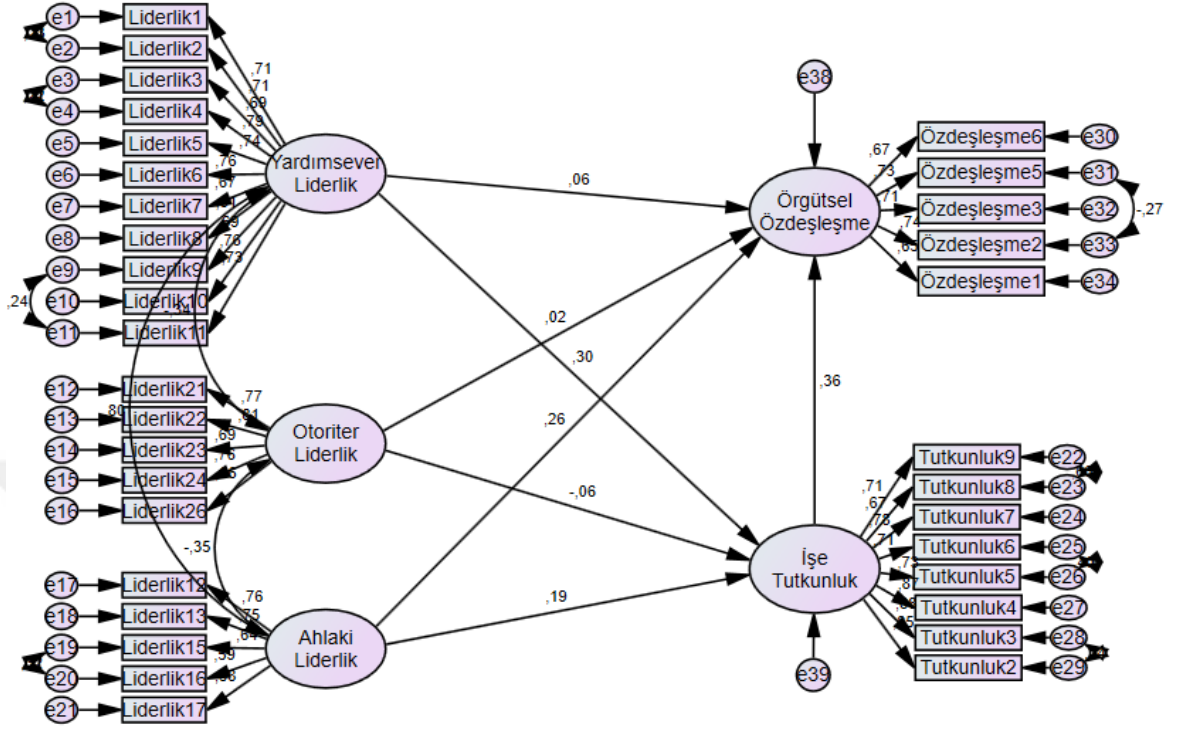 e1
Liderlik1
e2
Liderlik2
e3
Liderlik3
e4
Liderlik4
e5
Liderlik5
e6
Liderlik6
e7
Liderlik7
e8
Liderlik8
e9
Liderlik9
e10
Liderlik10
e11
Liderlik11
,24
,71
,71
,69
,79
,74
,76
,67
,76
,73
-,34
Yardımsever
Liderlik
e12
Liderlik21
e13
Liderlik22
e14
Liderlik23
e15
Liderlik24
e16
Liderlik26
,77
,69
,80
Otoriter
Liderlik
-,35
e17
Liderlik12
e18
Liderlik13
e19
Liderlik15
e20
Liderlik16
e21
Liderlik17
,76
,75
,64
Ahlaki
Liderlik
,06
,02
,30
,26
-,06
,19
,36
e38
Örgütsel
Özdeşleşme
,67
,73
,71
,74
Özdeşleşme6
e30
Özdeşleşme5
e31
Özdeşleşme3
e32
Özdeşleşme2
e33
Özdeşleşme1
e34
-,27
İşe
Tutkunluk
e39
,71
,67
,71
Tutkunluk9
e22
Tutkunluk8
e23
Tutkunluk7
e24
Tutkunluk6
e25
Tutkunluk5
e26
Tutkunluk4
e27
Tutkunluk3
e28
Tutkunluk2
e29